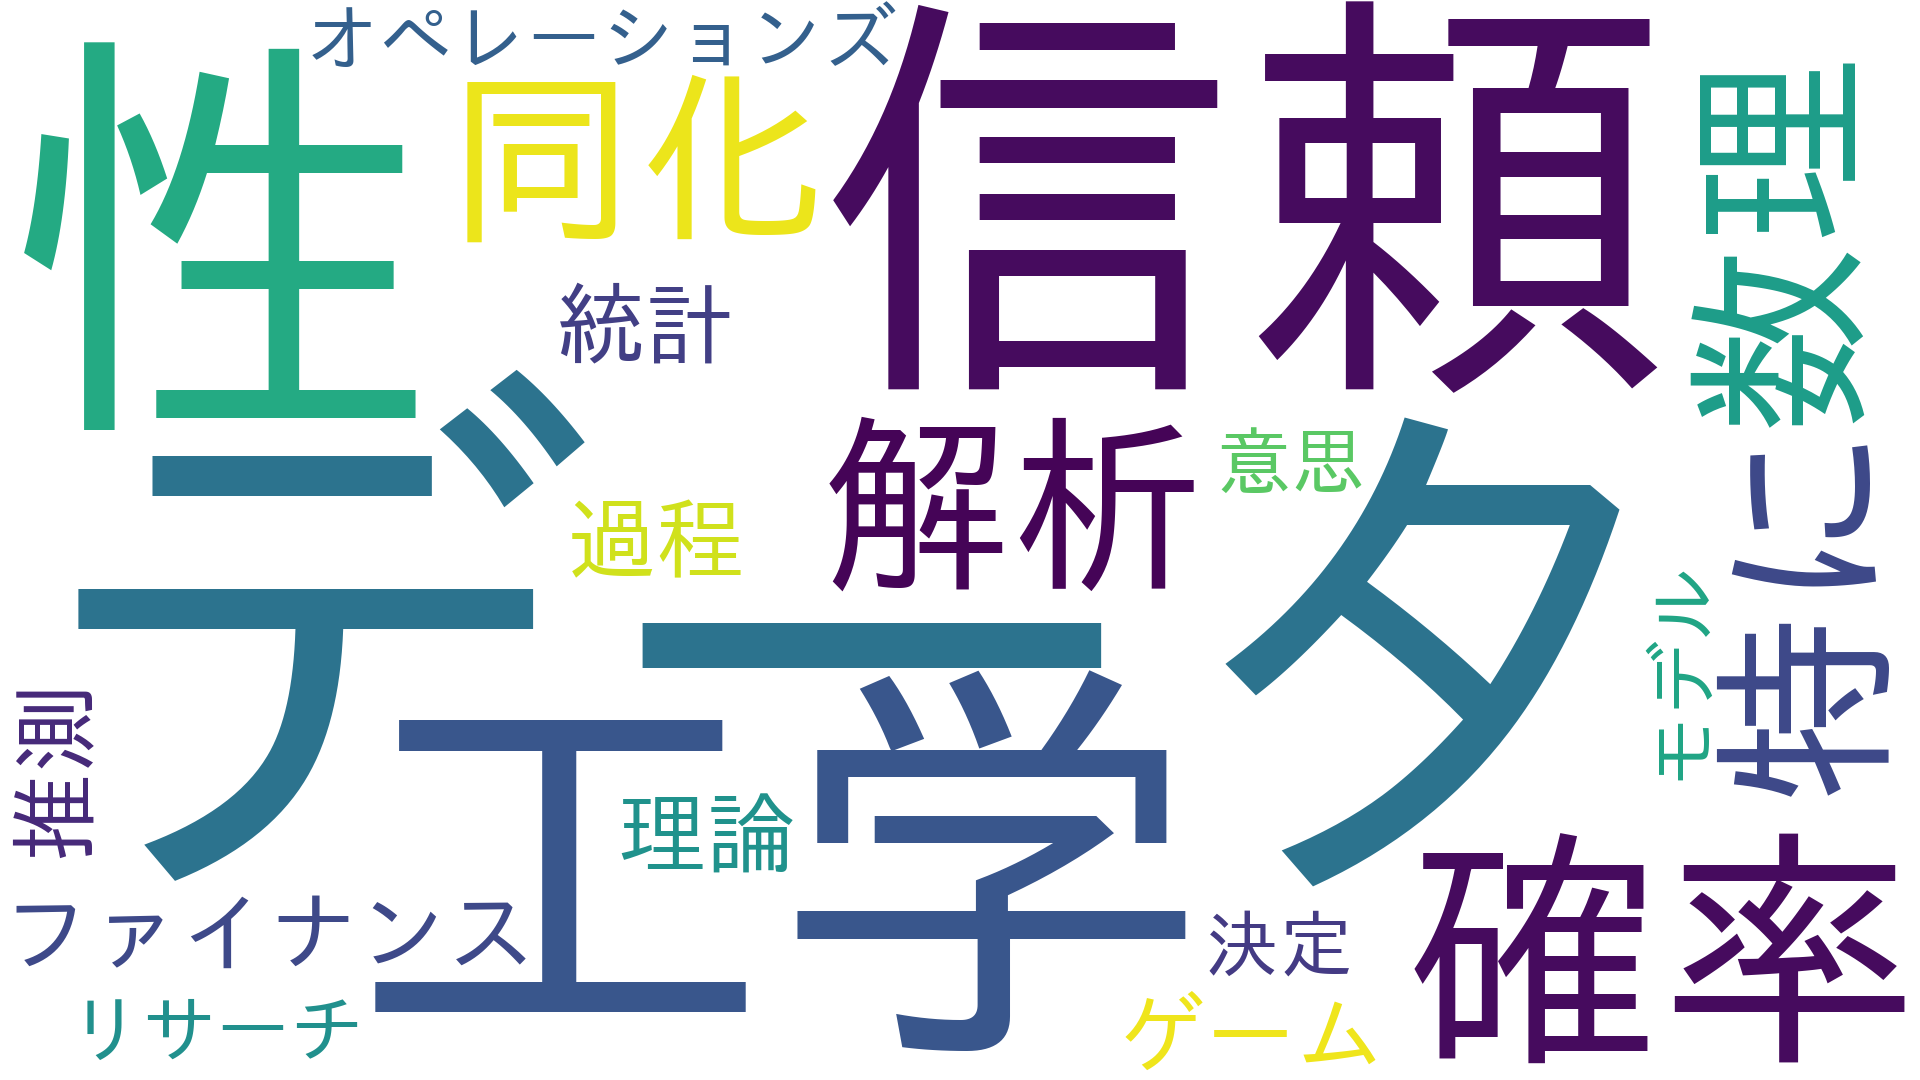 オペレーションズ
性
同化
信頼
数理
統計
データ
解析
意思
過程
特に
モデル
推測
工学
理論
確率
ファイナンス
決定
リサーチ
ゲーム